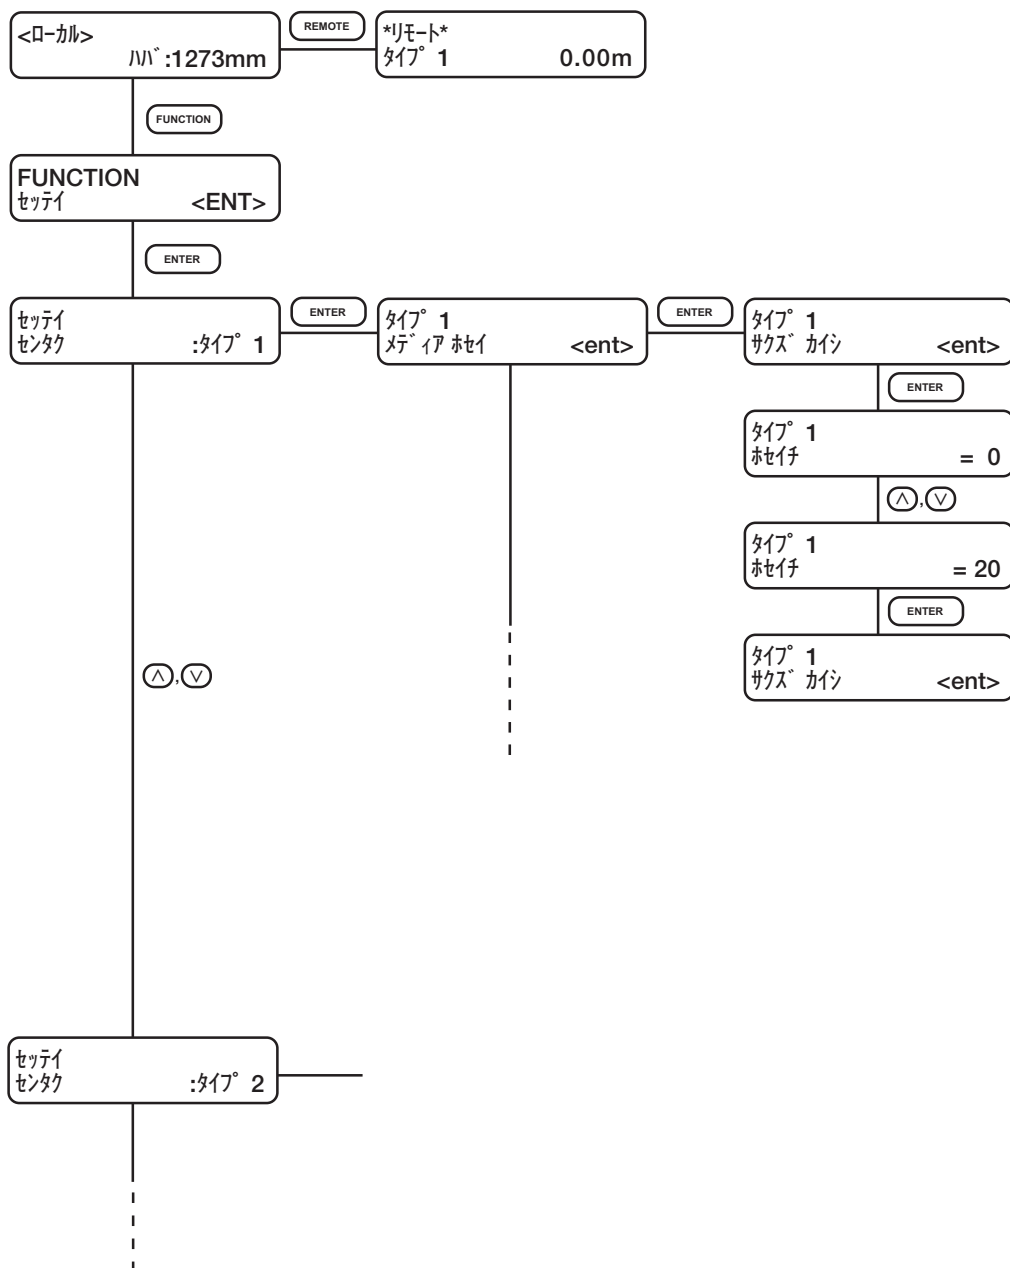 <ﾛｰｶﾙ>
ﾊﾊﾞ:1273mm
REMOTE
*ﾘﾓｰﾄ*
ﾀｲﾌﾟ 1 0.00m
FUNCTION
FUNCTION
ｾｯﾃｲ <ENT>
ENTER
ｾｯﾃｲ
ｾﾝﾀｸ :ﾀｲﾌﾟ 1
ENTER
ﾀｲﾌﾟ 1
ﾒﾃﾞｨｱ ﾎｾｲ <ent>
ENTER
ﾀｲﾌﾟ 1
ｻｸｽﾞ ｶｲｼ <ent>
ENTER
ﾀｲﾌﾟ 1
ﾎｾｲﾁ = 0
,
ﾀｲﾌﾟ 1
ﾎｾｲﾁ = 20
ENTER
ﾀｲﾌﾟ 1
ｻｸｽﾞ ｶｲｼ <ent>
,
ｾｯﾃｲ
ｾﾝﾀｸ :ﾀｲﾌﾟ 2